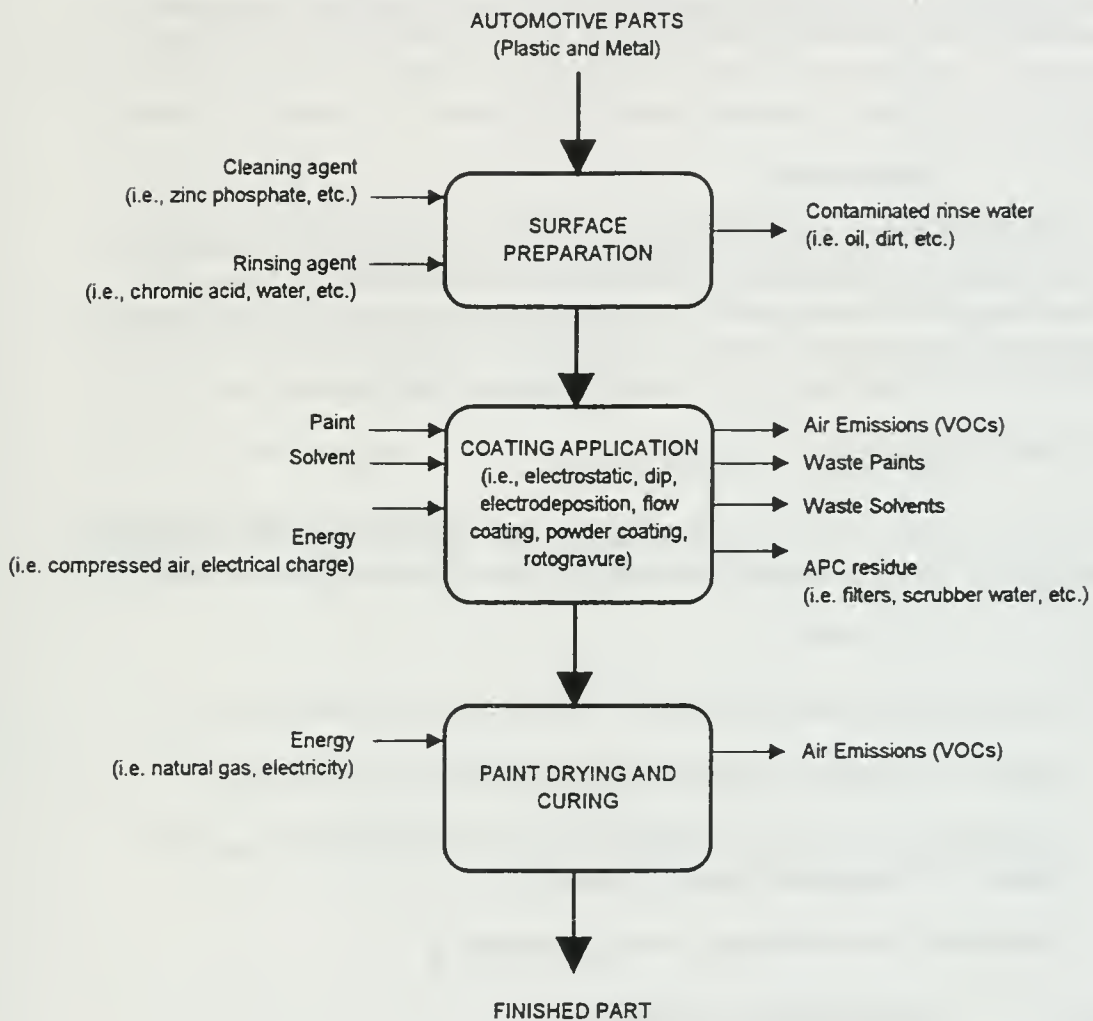 AUTOMOTIVE PARTS
(Plastic and Metal)
Cleaning agent
(i.e., zinc phosphate, etc.)
Rinsing agent
(i.e., chromic acid, water, etc.)
SURFACE
PREPARATION
Contaminated rinse water
(i.e. oil, dirt, etc.)
Paint
Solvent
Energy
(i.e. compressed air, electrical charge)
COATING APPLICATION
(i.e., electrostatic, dip,
electrodeposition, flow
coating, powder coating,
rotogravure)
Air Emissions (VOCs)
Waste Paints
Waste Solvents
APC residue
(i.e. filters, scrubber water, etc.)
Energy
(i.e. natural gas, electricity)
PAINT DRYING AND
CURING
Air Emissions (VOCs)
FINISHED PART